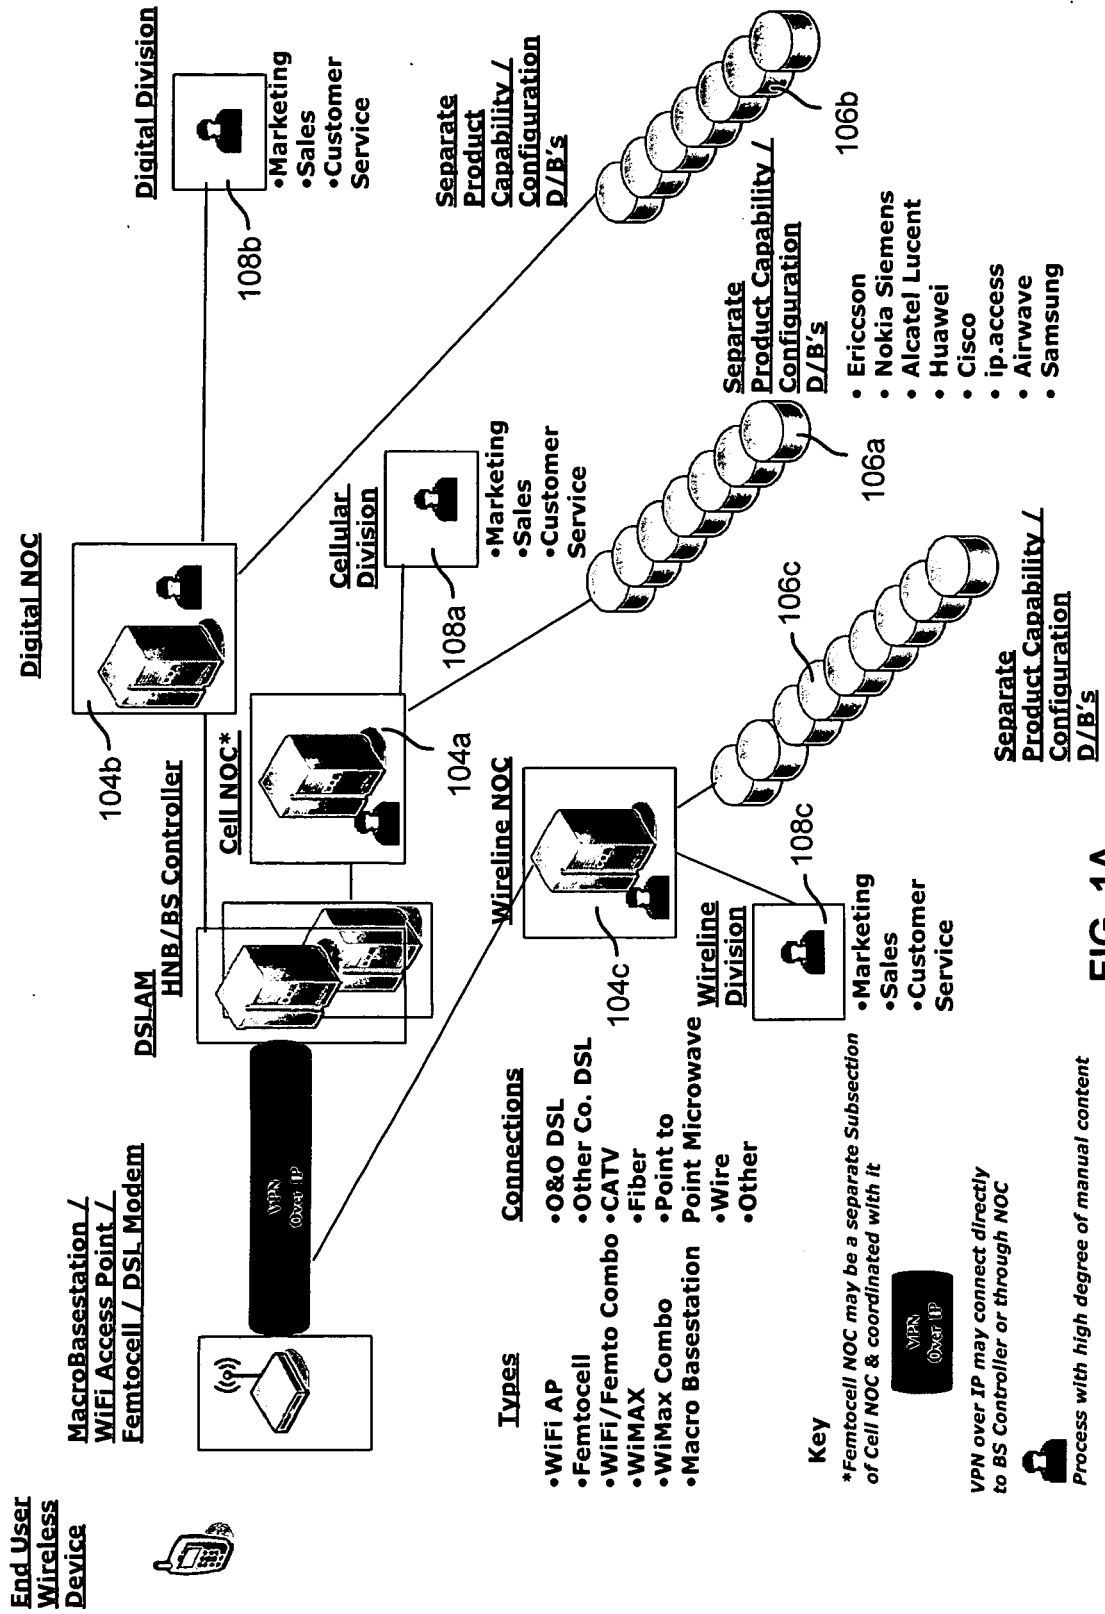 End User
Wireless
Device
MacroBasestation /
WiFi Access Point /
Femtocell / DSL Modem
VPN
Over IP
DSLAM
HNB/BS Controller
104b
Digital NOC
Digital Division
108b
•Marketing
•Sales
•Customer
Service
Cell NOC*
104a
Cellular
Division
108a
•Marketing
•Sales
•Customer
Service
Separate
Product
Capability /
Configuration
D/B's
106b
Wireline NOC
104c
Wireline
Division
108c
•Marketing
•Sales
•Customer
Service
106a
Separate
Product Capability /
Configuration
D/B's
• Ericcson
• Nokia Siemens
• Alcatel Lucent
• Huawei
• Cisco
• ip.access
• Airwave
• Samsung
106c
Separate
Product Capability /
Configuration
D/B's
Types
•WiFi AP
•Femtocell
•WiFi/Femto Combo
•WiMAX
•WiMax Combo
•Macro Basestation
Connections
•O&O DSL
•Other Co. DSL
•CATV
•Fiber
•Point to
Point Microwave
•Wire
•Other
Key
*Femtocell NOC may be a separate Subsection
of Cell NOC & coordinated with it
VPN
Over IP
VPN over IP may connect directly
to BS Controller or through NOC
Process with high degree of manual content
FIG. 1A